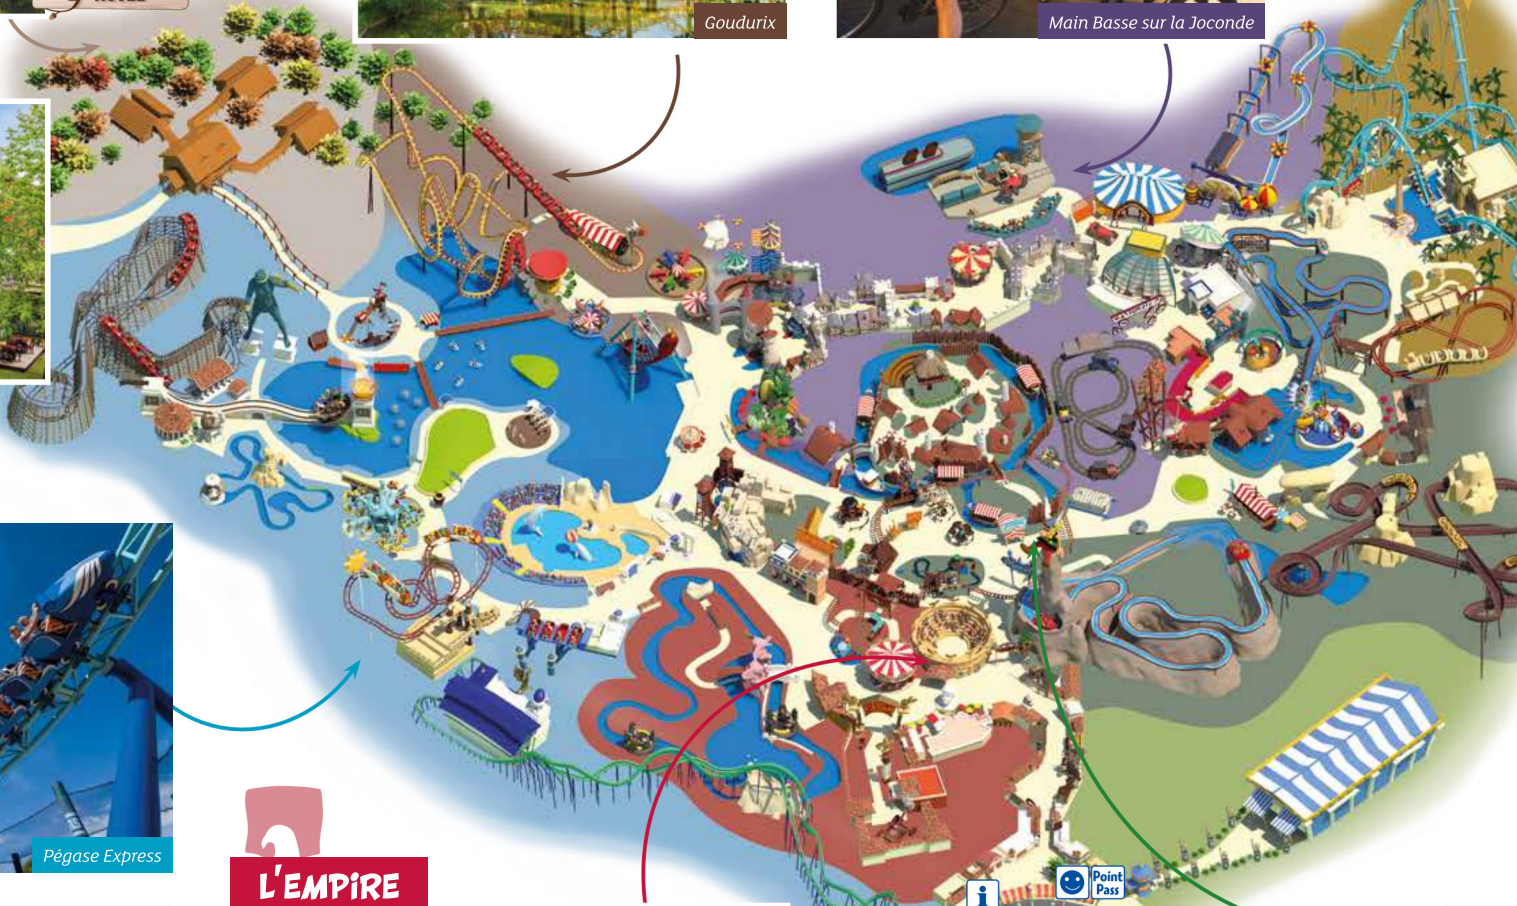 Goudurix
Main Basse sur la Joconde
Pégase Express
L'EMPIRE
i
Point
Pass